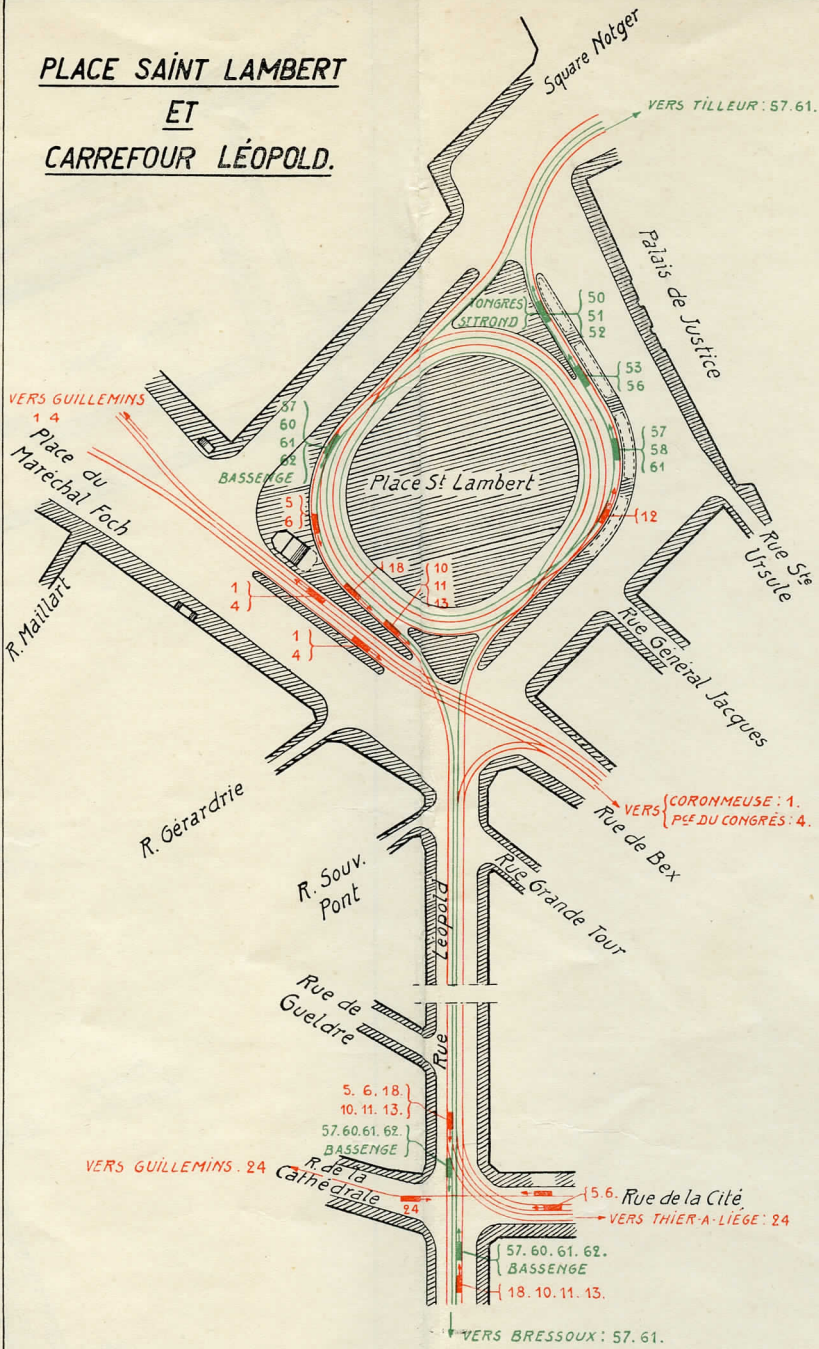 PLACE SAINT LAMBERT
ET
CARREFOUR LÉOPOLD.
Square Notger
VERS TILLEUR : 57.61.
Palais de Justice
TONGRES
ST TROND
50
51
52
53
56
57
60
61
62
BASSENGE
57
58
61
VERS GUILLEMINS
1 4
Place du
Maréchal Foch
Place St Lambert
5
6
12
Rue Ste
Ursule
18
10
11
13
1
4
1
4
R. Maillart
Rue Général Jacques
R. Gérardrie
VERS
CORONMEUSE : 1.
PCE DU CONGRÈS : 4.
Rue de Bex
R. Souv.
Pont
Rue Grande Tour
Rue Léopold
Rue de
Gueldre
5. 6. 18.
10. 11. 13.
57.60.61.62.
BASSENGE
VERS GUILLEMINS . 24
R. de la
Cathédrale
24
5.6.
Rue de la Cité
VERS THIER-A-LIÈGE : 24
57. 60. 61. 62.
BASSENGE
18. 10. 11. 13.
VERS BRESSOUX : 57. 61.